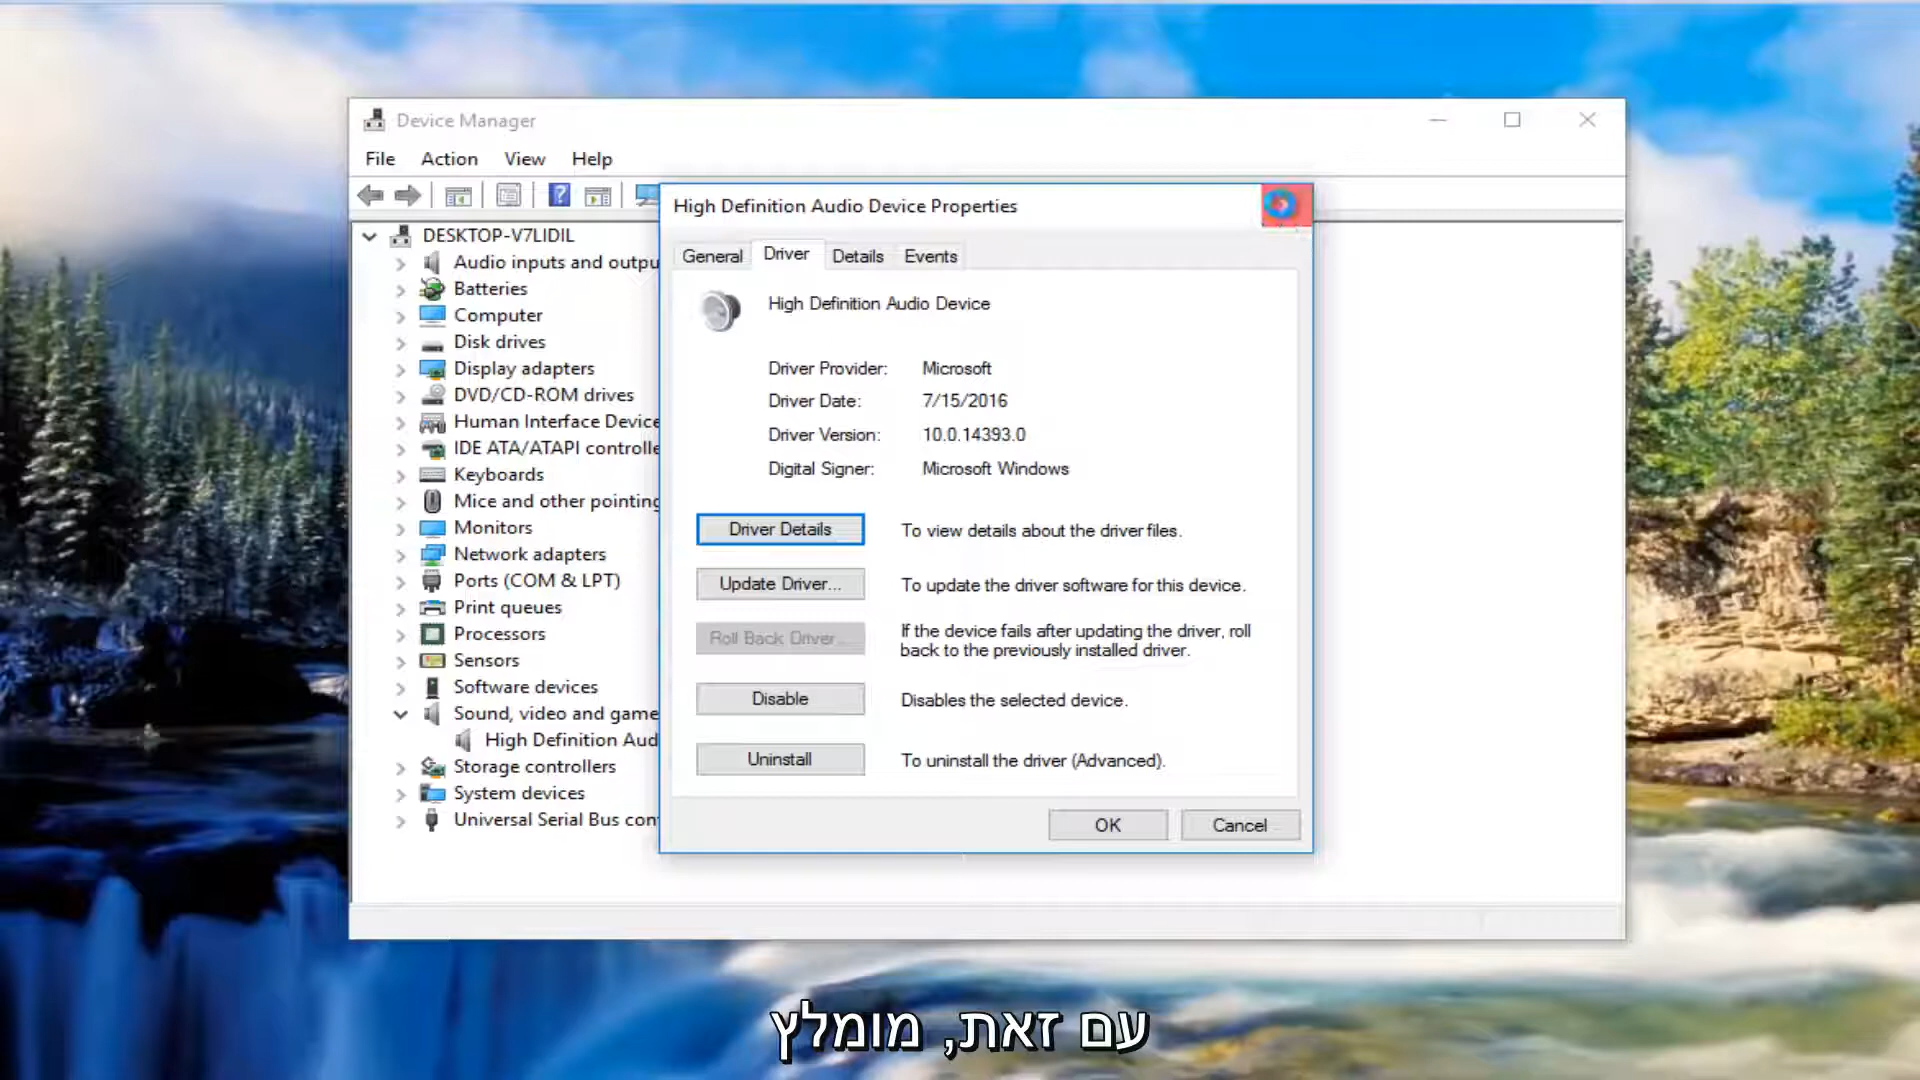 Device Manager
File Action View Help
High Definition Audio Device Properties
DESKTOP-V7LIDIL
Audio inputs and outpu
Batteries
Computer
Disk drives
Display adapters
DVD/CD-ROM drives
Human Interface Device
IDE ATA/ATAPI controlle
Keyboards
Mice and other pointing
Monitors
Network adapters
Ports (COM & LPT)
Print queues
Processors
Sensors
Software devices
Sound, video and game
High Definition Aud
Storage controllers
System devices
Universal Serial Bus con
General Driver Details Events
High Definition Audio Device
Driver Provider: Microsoft
Driver Date: 7/15/2016
Driver Version: 10.0.14393.0
Digital Signer: Microsoft Windows
Driver Details To view details about the driver files.
Update Driver... To update the driver software for this device.
Roll Back Driver... If the device fails after updating the driver, roll
back to the previously installed driver.
Disable Disables the selected device.
Uninstall To uninstall the driver (Advanced).
OK Cancel
עם זאת, מומלץ